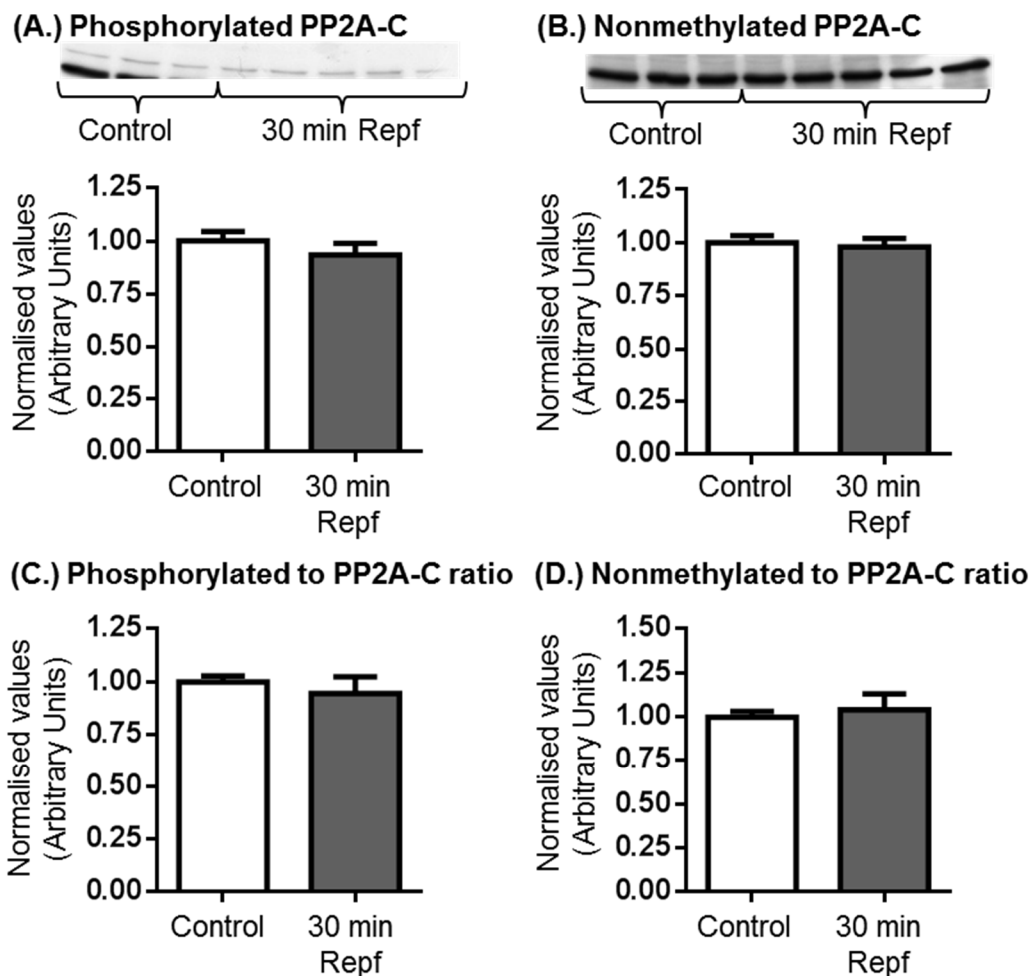 (A.) Phosphorylated PP2A-C
Control
30 min Repf
Normalised values
(Arbitrary Units)
1.25
1.00
0.75
0.50
0.25
0.00
Control
30 min
Repf
(B.) Nonmethylated PP2A-C
Control
30 min Repf
Normalised values
(Arbitrary Units)
1.25
1.00
0.75
0.50
0.25
0.00
Control
30 min
Repf
(C.) Phosphorylated to PP2A-C ratio
Normalised values
(Arbitrary Units)
1.25
1.00
0.75
0.50
0.25
0.00
Control
30 min
Repf
(D.) Nonmethylated to PP2A-C ratio
Normalised values
(Arbitrary Units)
1.50
1.25
1.00
0.75
0.50
0.25
0.00
Control
30 min
Repf